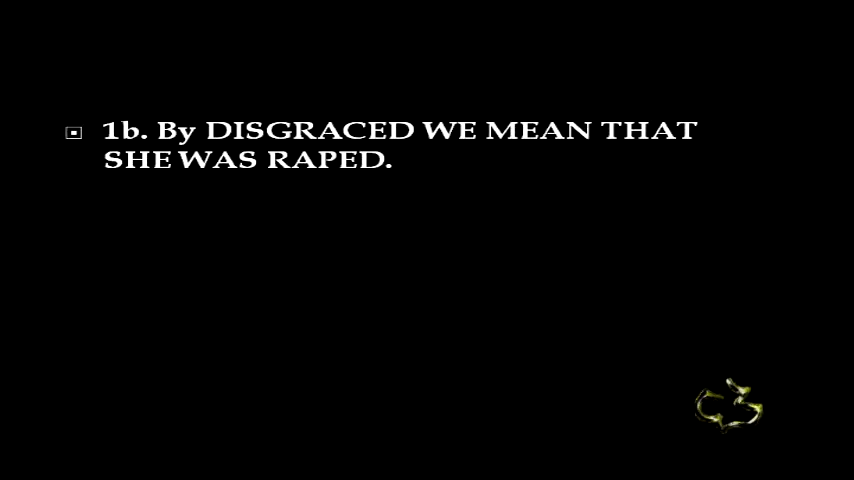 1b. By DISGRACED WE MEAN THAT
SHE WAS RAPED.